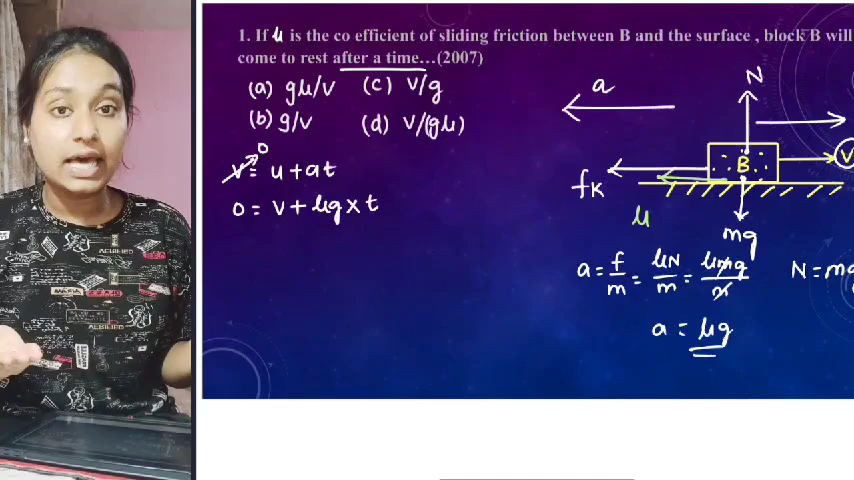 1. If μ is the co efficient of sliding friction between B and the surface , block B will
come to rest after a time…(2007)
(a) gμ/v (c) v/g
(b) g/v (d) v/(gμ)
v = u + at
0
0 = v + μg x t
a
N
B
V
fK
μ
mg
a = f/m = μN/m = μmg/m
N = mg
a = μg